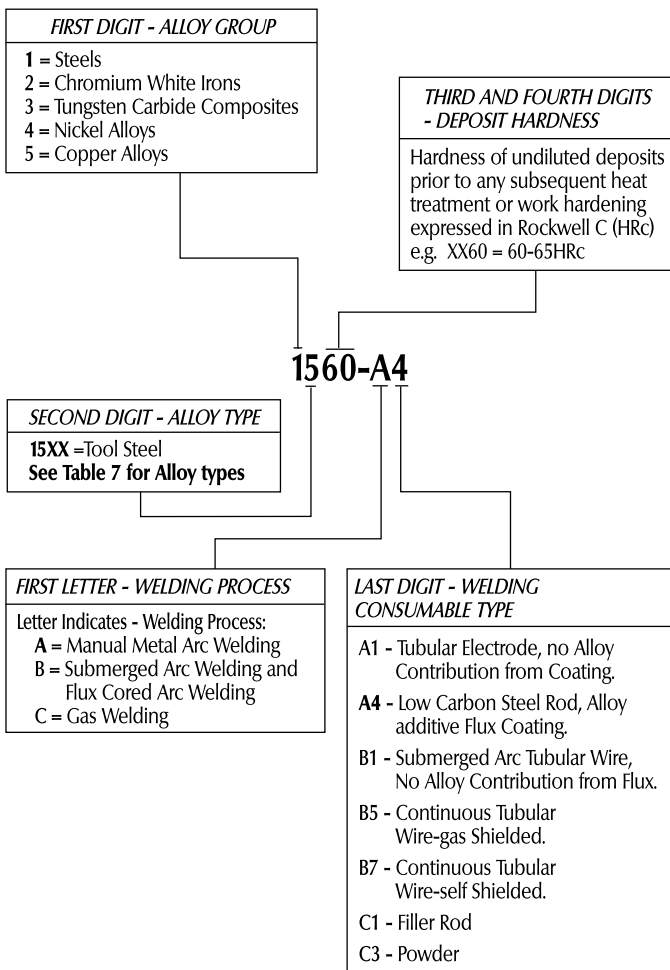 FIRST DIGIT - ALLOY GROUP
1 = Steels
2 = Chromium White Irons
3 = Tungsten Carbide Composites
4 = Nickel Alloys
5 = Copper Alloys
THIRD AND FOURTH DIGITS
- DEPOSIT HARDNESS
Hardness of undiluted deposits
prior to any subsequent heat
treatment or work hardening
expressed in Rockwell C (HRc)
e.g. XX60 = 60-65HRc
1560-A4
SECOND DIGIT - ALLOY TYPE
15XX =Tool Steel
See Table 7 for Alloy types
FIRST LETTER - WELDING PROCESS
Letter Indicates - Welding Process:
A = Manual Metal Arc Welding
B = Submerged Arc Welding and
Flux Cored Arc Welding
C = Gas Welding
LAST DIGIT - WELDING
CONSUMABLE TYPE
A1 - Tubular Electrode, no Alloy
Contribution from Coating.
A4 - Low Carbon Steel Rod, Alloy
additive Flux Coating.
B1 - Submerged Arc Tubular Wire,
No Alloy Contribution from Flux.
B5 - Continuous Tubular
Wire-gas Shielded.
B7 - Continuous Tubular
Wire-self Shielded.
C1 - Filler Rod
C3 - Powder